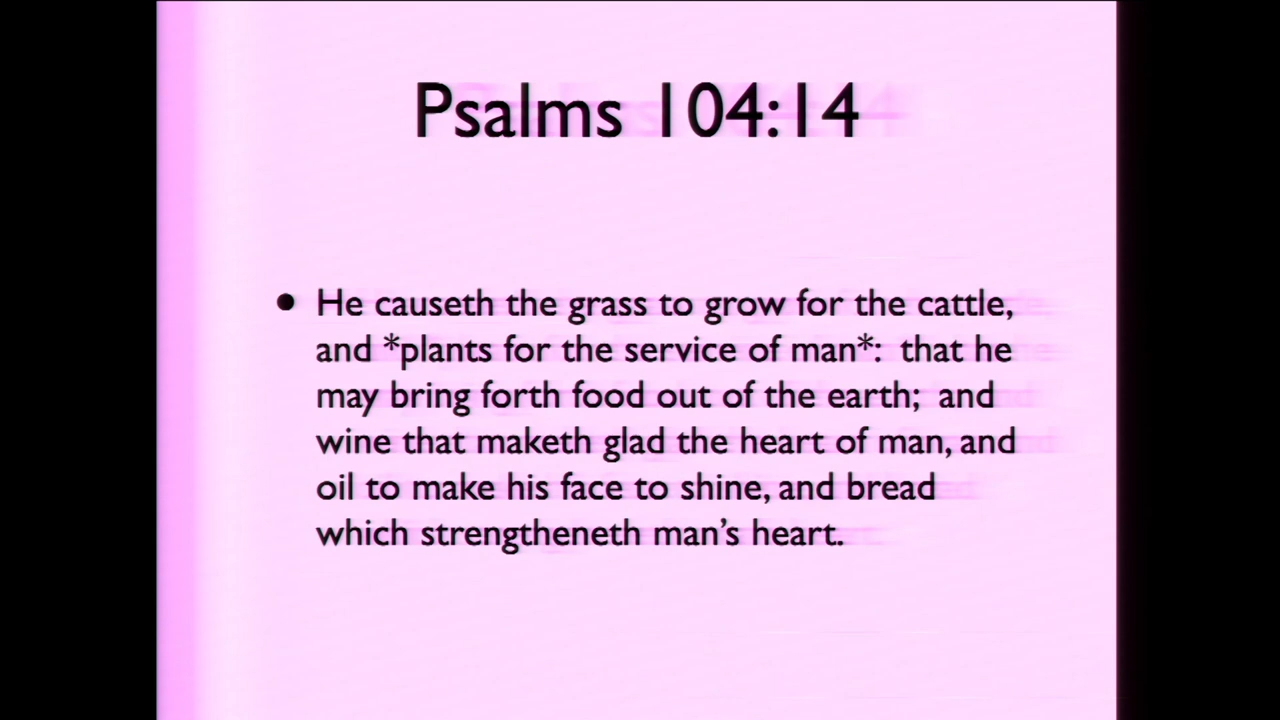 Psalms 104:14
• He causeth the grass to grow for the cattle,
and *plants for the service of man*:  that he
may bring forth food out of the earth;  and
wine that maketh glad the heart of man, and
oil to make his face to shine, and bread
which strengtheneth man’s heart.